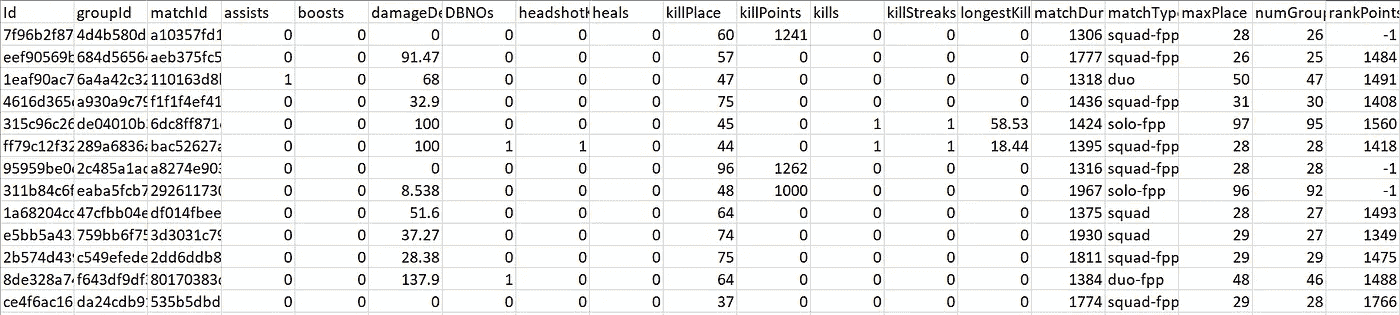 Id groupId matchId assists boosts damageDe DBNOs headshotk heals killPlace killPoints kills killStreaks longestKill matchDur matchType maxPlace numGroup rankPoints
7f96b2f87 4d4b580d a10357fd1 0 0 0 0 0 0 60 1241 0 0 0 1306 squad-fpp 28 26 -1
eef90569b 684d5656 aeb375fc5 0 0 91.47 0 0 0 57 0 0 0 0 1777 squad-fpp 26 25 1484
1eaf90ac7 6a4a42c32 110163d8 1 0 68 0 0 0 47 0 0 0 0 1318 duo 50 47 1491
4616d365 a930a9c79 f1f1f4ef41 0 0 32.9 0 0 0 75 0 0 0 0 1436 squad-fpp 31 30 1408
315c96c26 de04010b 6dc8ff871 0 0 100 0 0 0 45 0 1 1 58.53 1424 solo-fpp 97 95 1560
ff79c12f32 289a6836 bac52627 0 0 100 1 1 0 44 0 1 1 18.44 1395 squad-fpp 28 28 1418
95959be0 2c485a1ac a8274e903 0 0 0 0 0 0 96 1262 0 0 0 1316 squad-fpp 28 28 -1
311b84c6f eaba5fcb7 292611730 0 0 8.538 0 0 0 48 1000 0 0 0 1967 solo-fpp 96 92 -1
1a68204cc 47cfbb04e df014fbee 0 0 51.6 0 0 0 64 0 0 0 0 1375 squad 28 27 1493
e5bb5a43 759bb6f75 3d3031c79 0 0 37.27 0 0 0 74 0 0 0 0 1930 squad 29 27 1349
2b574d43 c549efede 2dd6ddb8 0 0 28.38 0 0 0 75 0 0 0 0 1811 squad-fpp 29 29 1475
8de328a7 f643df9df 80170383 0 0 137.9 1 0 0 64 0 0 0 0 1384 duo-fpp 48 46 1488
ce4f6ac16 da24cdb9 535b5dbd 0 0 0 0 0 0 37 0 0 0 0 1774 squad-fpp 29 28 1766